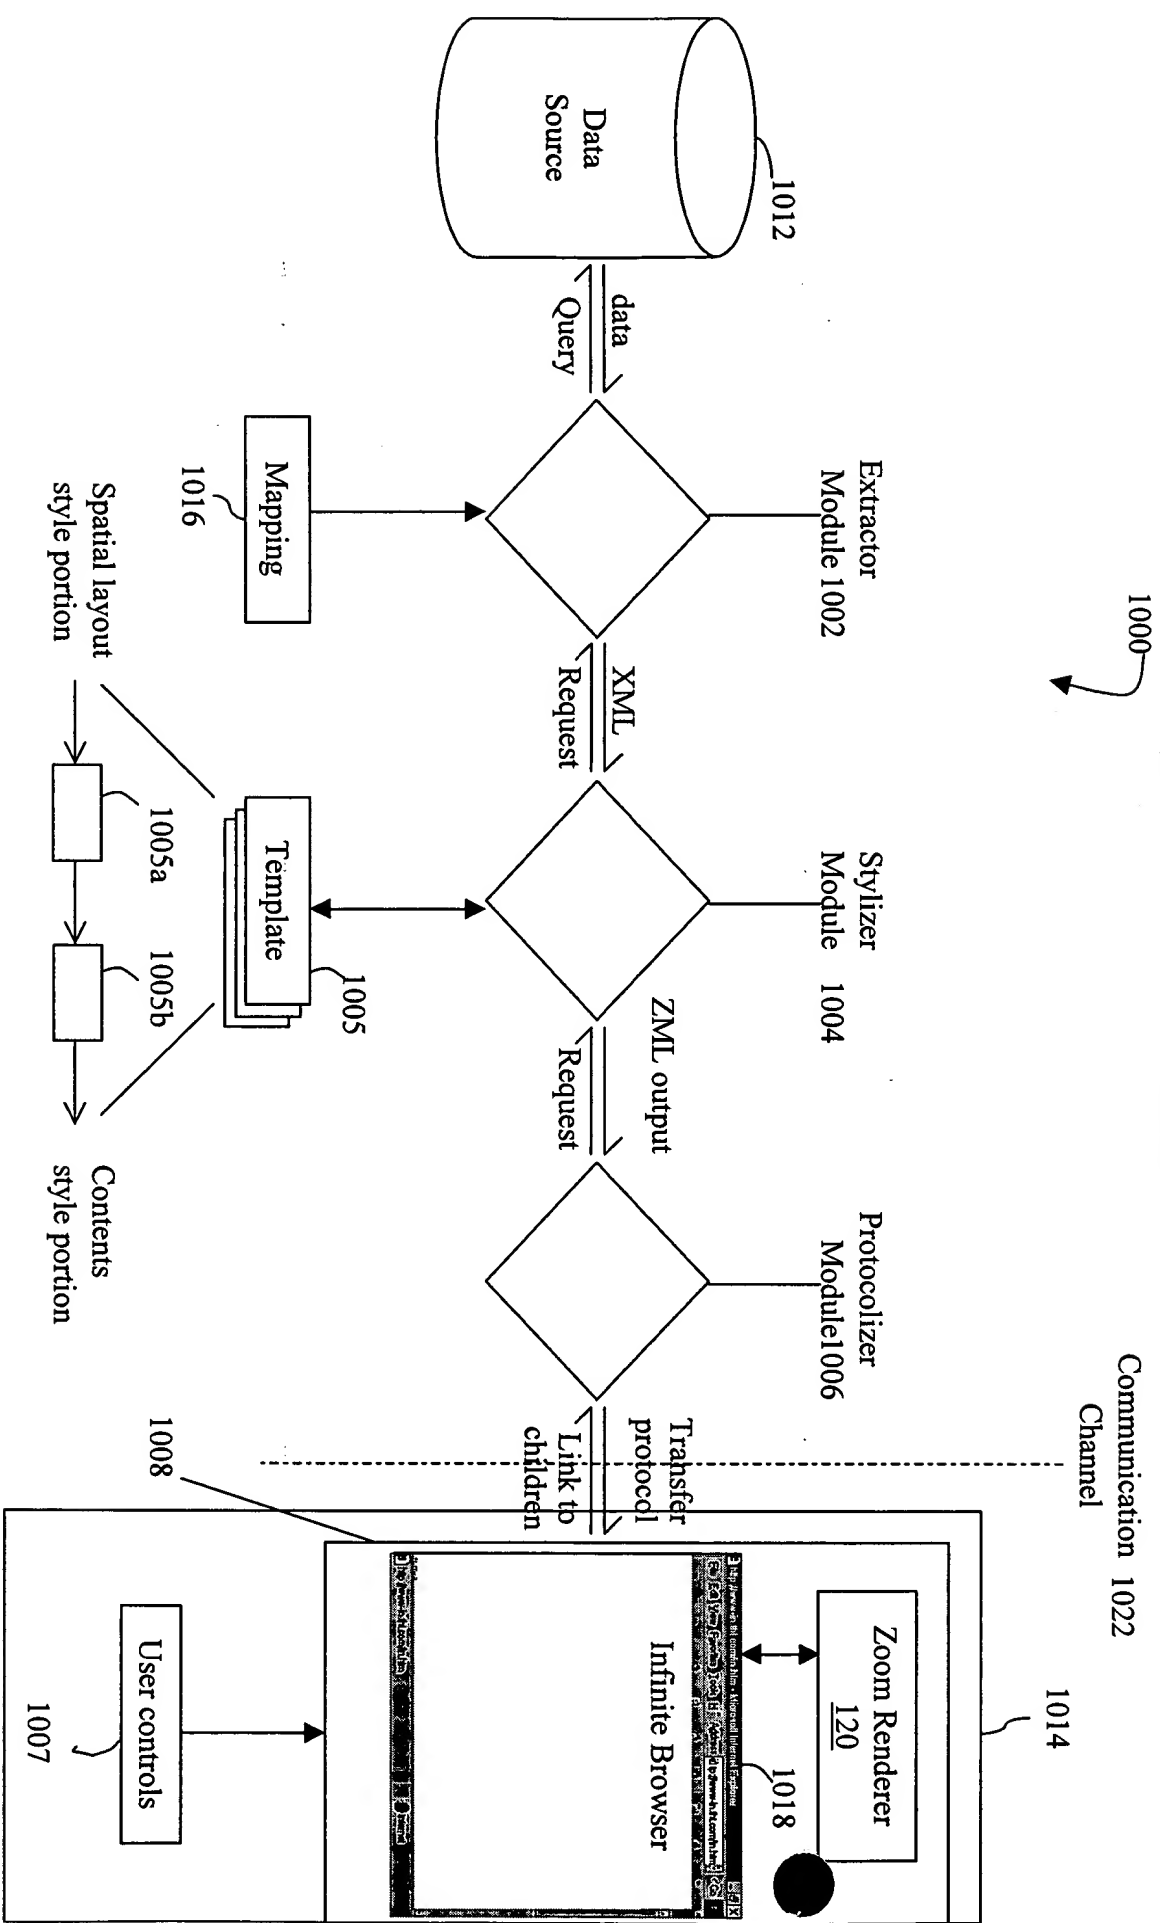 1000
Communication 1022
Channel
1014
Extractor
Module 1002
Stylizer
Module 1004
Protocolizer
Module1006
1012
Data
Source
data
Query
XML
Request
ZML output
Request
Transfer
protocol
Link to
children
Zoom Renderer
120
1018
Infinite Browser
Mapping
1016
Template
1005
1008
User controls
1007
Spatial layout
style portion
1005a
1005b
Contents
style portion